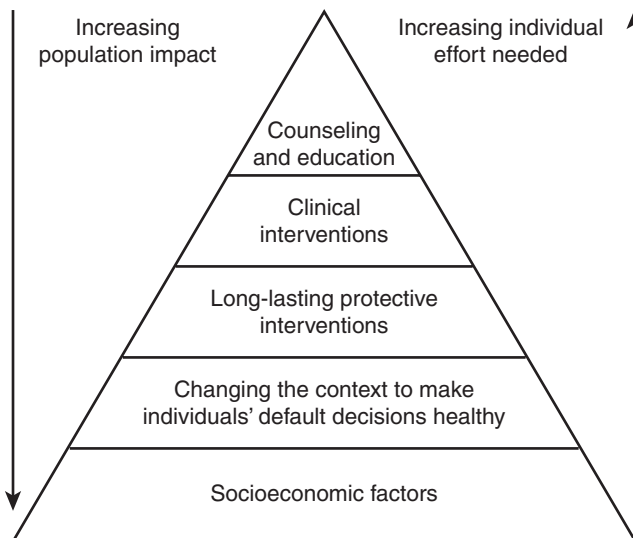 Increasing
population impact
Increasing individual
effort needed
Counseling
and education
Clinical
interventions
Long-lasting protective
interventions
Changing the context to make
individuals’ default decisions healthy
Socioeconomic factors